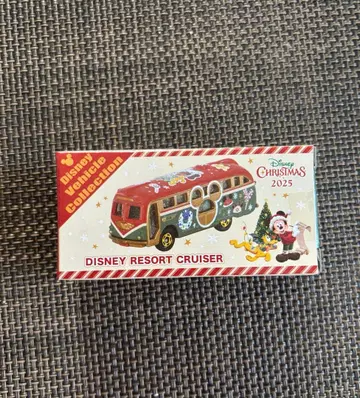 Disney
Vehicle
Collection
Disney
CHRISTMAS
2025
DISNEY RESORT CRUISER